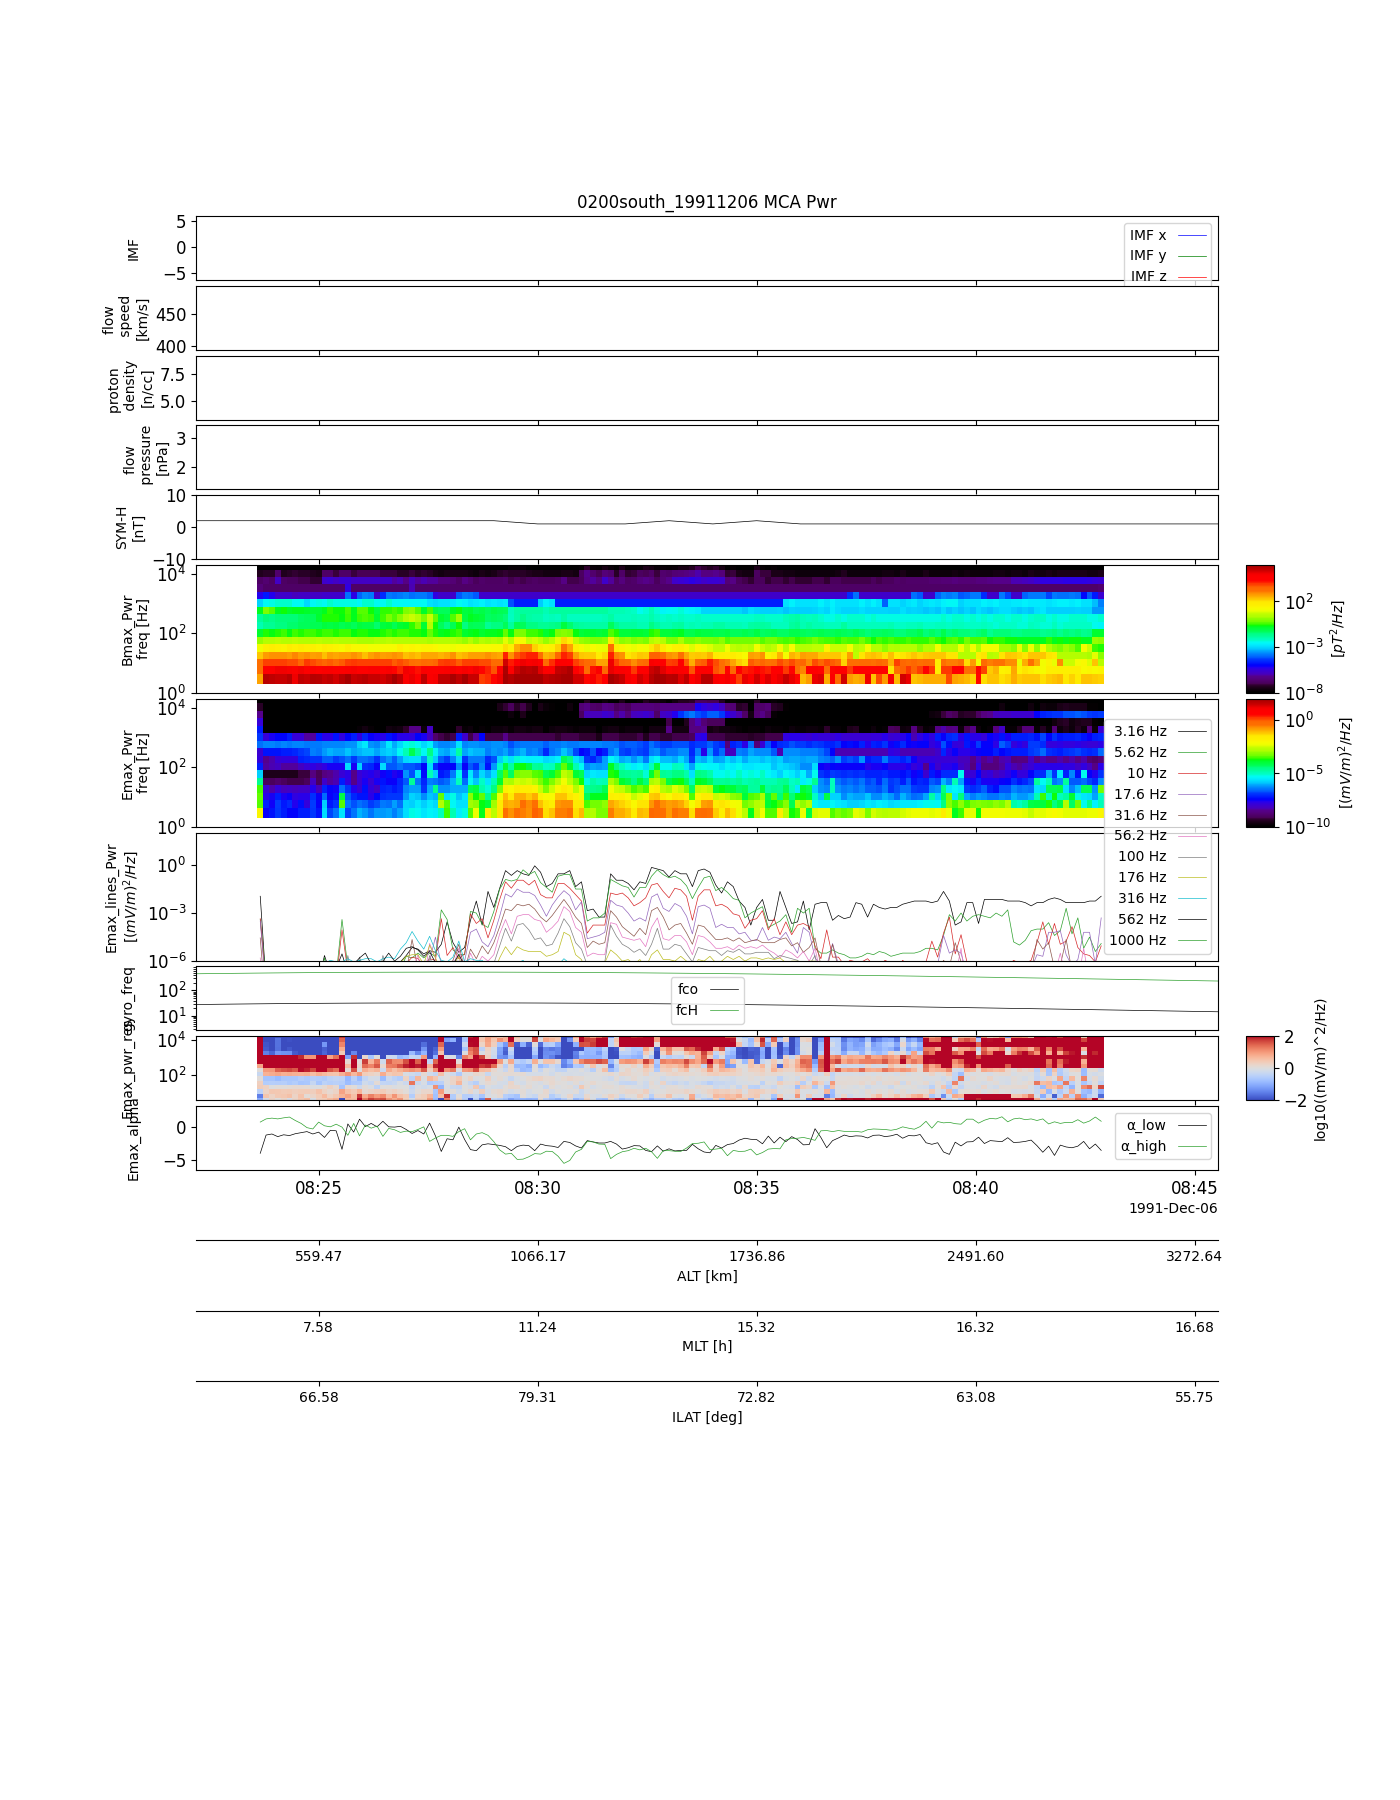 0200south_19911206 MCA Pwr
IMF
5
0
−5
IMF x
IMF y
IMF z
flow
speed
[km/s]
450
400
proton
density
[n/cc]
7.5
5.0
flow
pressure
[nPa]
3
2
SYM-H
[nT]
10
0
−10
Bmax_Pwr
freq [Hz]
10^4
10^2
10^0
10^2
10^−3
10^−8
[pT^2/Hz]
Emax_Pwr
freq [Hz]
10^4
10^2
10^0
10^0
10^−5
10^−10
[(mV/m)^2/Hz]
3.16 Hz
5.62 Hz
10 Hz
17.6 Hz
31.6 Hz
56.2 Hz
100 Hz
176 Hz
316 Hz
562 Hz
1000 Hz
Emax_lines_Pwr
[(mV/m)^2/Hz]
10^0
10^−3
10^−6
gyro_freq
10^2
10^1
fco
fcH
Emax_pwr_reg
10^4
10^2
2
0
−2
log10((mV/m)^2/Hz)
Emax_alpha
0
−5
α_low
α_high
08:25 08:30 08:35 08:40 08:45
1991-Dec-06
559.47 1066.17 1736.86 2491.60 3272.64
ALT [km]
7.58 11.24 15.32 16.32 16.68
MLT [h]
66.58 79.31 72.82 63.08 55.75
ILAT [deg]